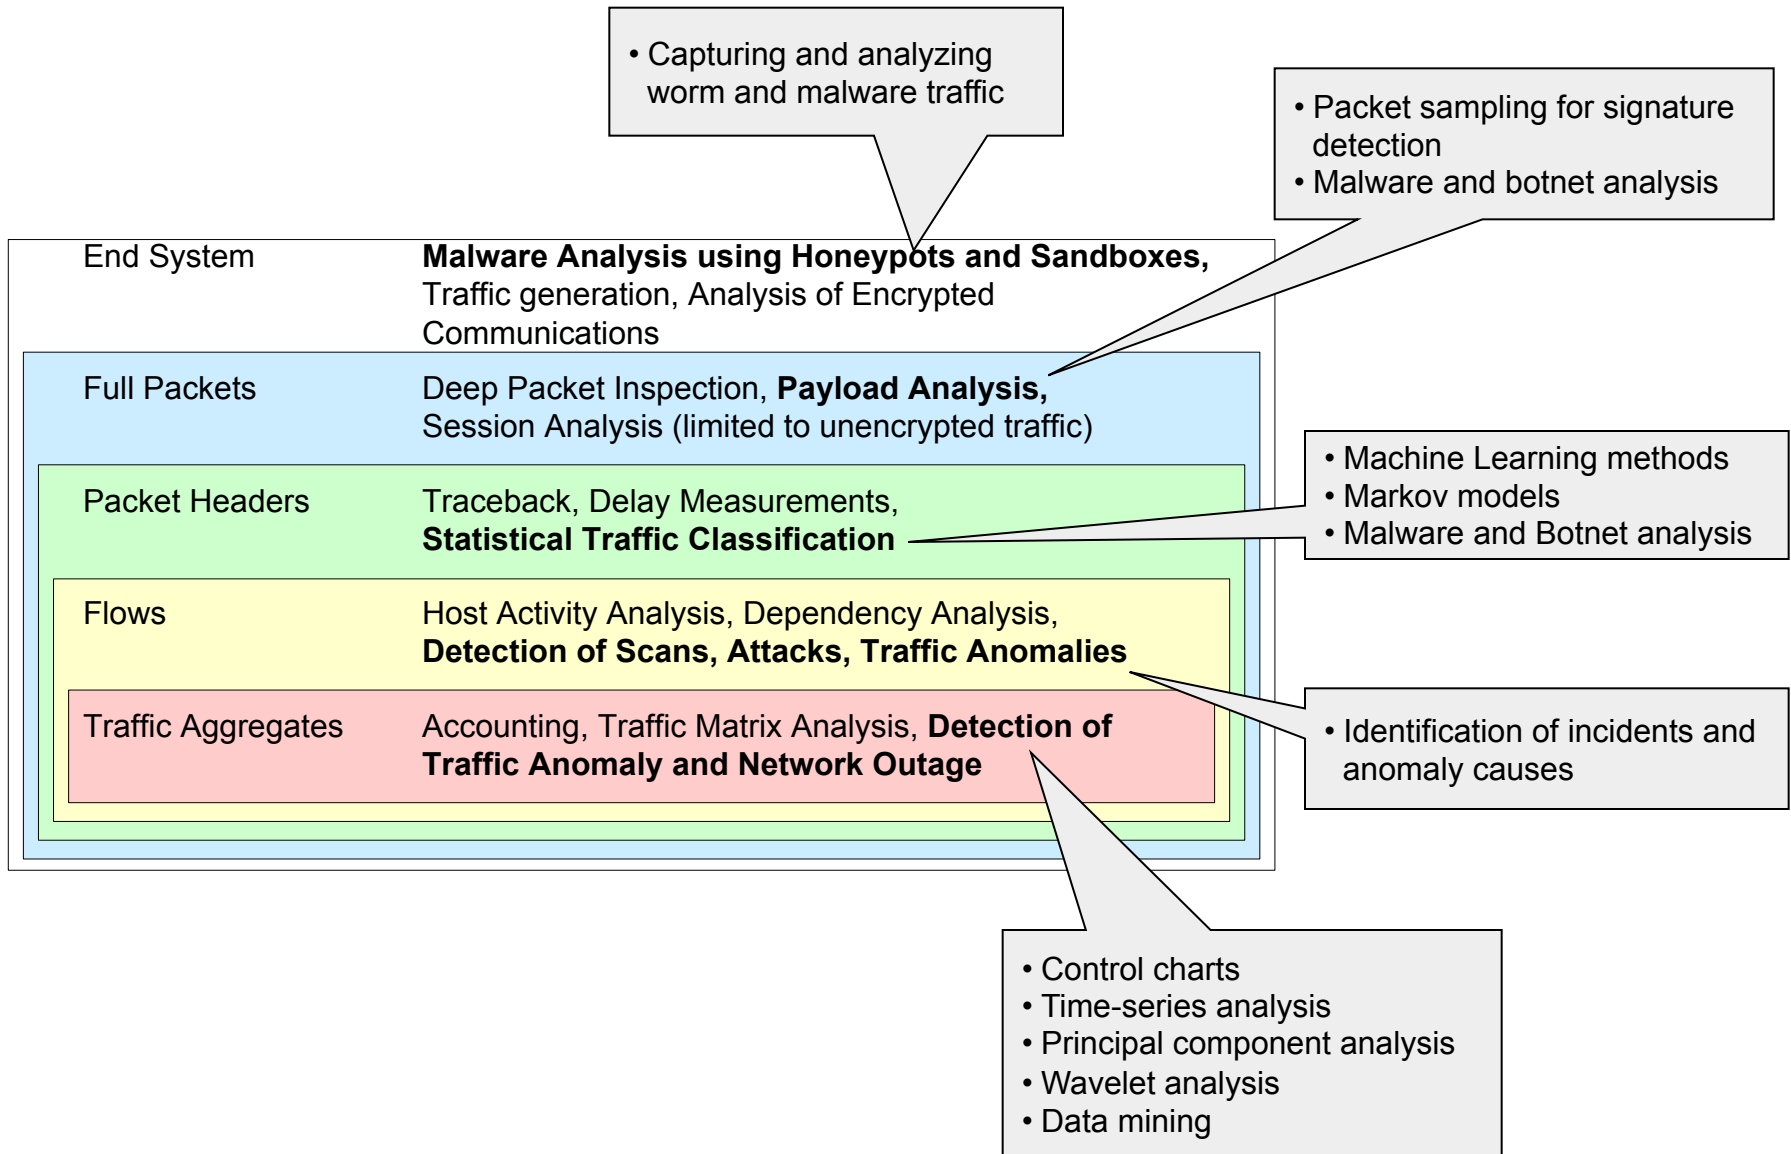 • Capturing and analyzing
worm and malware traffic
• Packet sampling for signature
detection
• Malware and botnet analysis
End System
Malware Analysis using Honeypots and Sandboxes,
Traffic generation, Analysis of Encrypted
Communications
Full Packets
Deep Packet Inspection, Payload Analysis,
Session Analysis (limited to unencrypted traffic)
• Machine Learning methods
• Markov models
• Malware and Botnet analysis
Packet Headers
Traceback, Delay Measurements,
Statistical Traffic Classification
Flows
Host Activity Analysis, Dependency Analysis,
Detection of Scans, Attacks, Traffic Anomalies
• Identification of incidents and
anomaly causes
Traffic Aggregates
Accounting, Traffic Matrix Analysis, Detection of
Traffic Anomaly and Network Outage
• Control charts
• Time-series analysis
• Principal component analysis
• Wavelet analysis
• Data mining